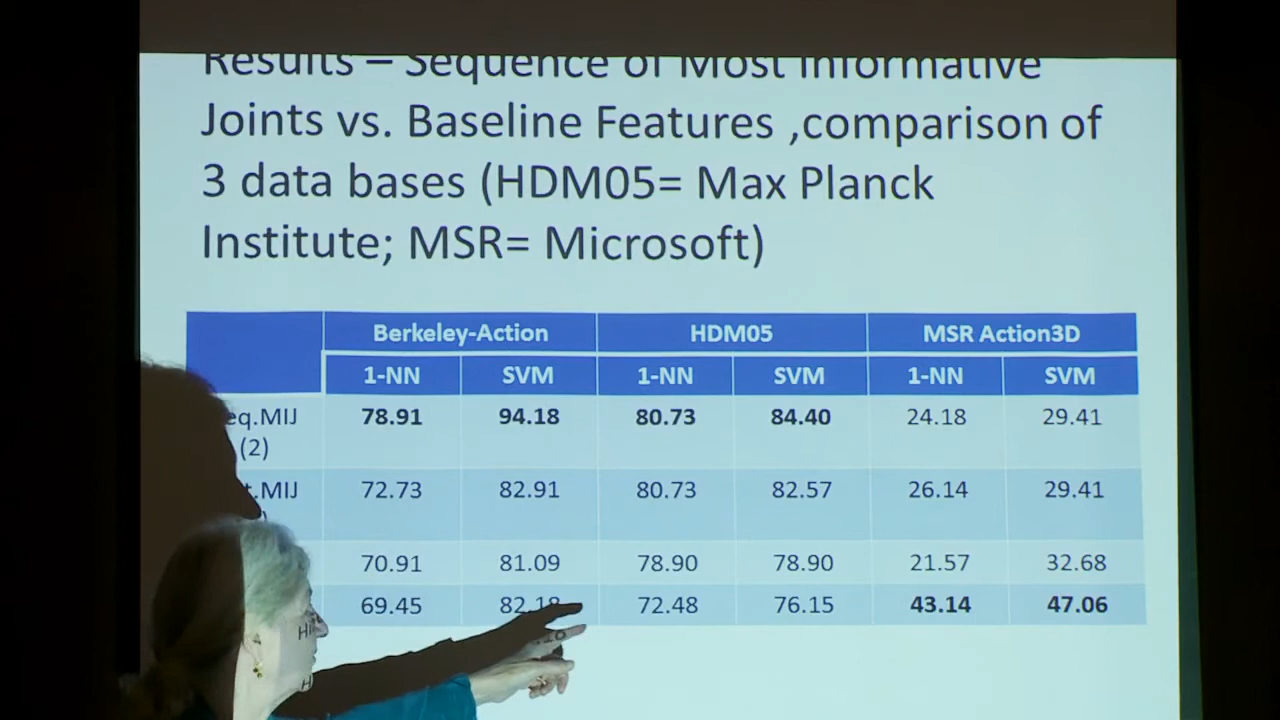 Results – Sequence of Most Informative
Joints vs. Baseline Features ,comparison of
3 data bases (HDM05= Max Planck
Institute; MSR= Microsoft)
Berkeley-Action HDM05 MSR Action3D
1-NN SVM 1-NN SVM 1-NN SVM
eq.MIJ 78.91 94.18 80.73 84.40 24.18 29.41
(2)
t.MIJ 72.73 82.91 80.73 82.57 26.14 29.41
)
70.91 81.09 78.90 78.90 21.57 32.68
69.45 82.18 72.48 76.15 43.14 47.06